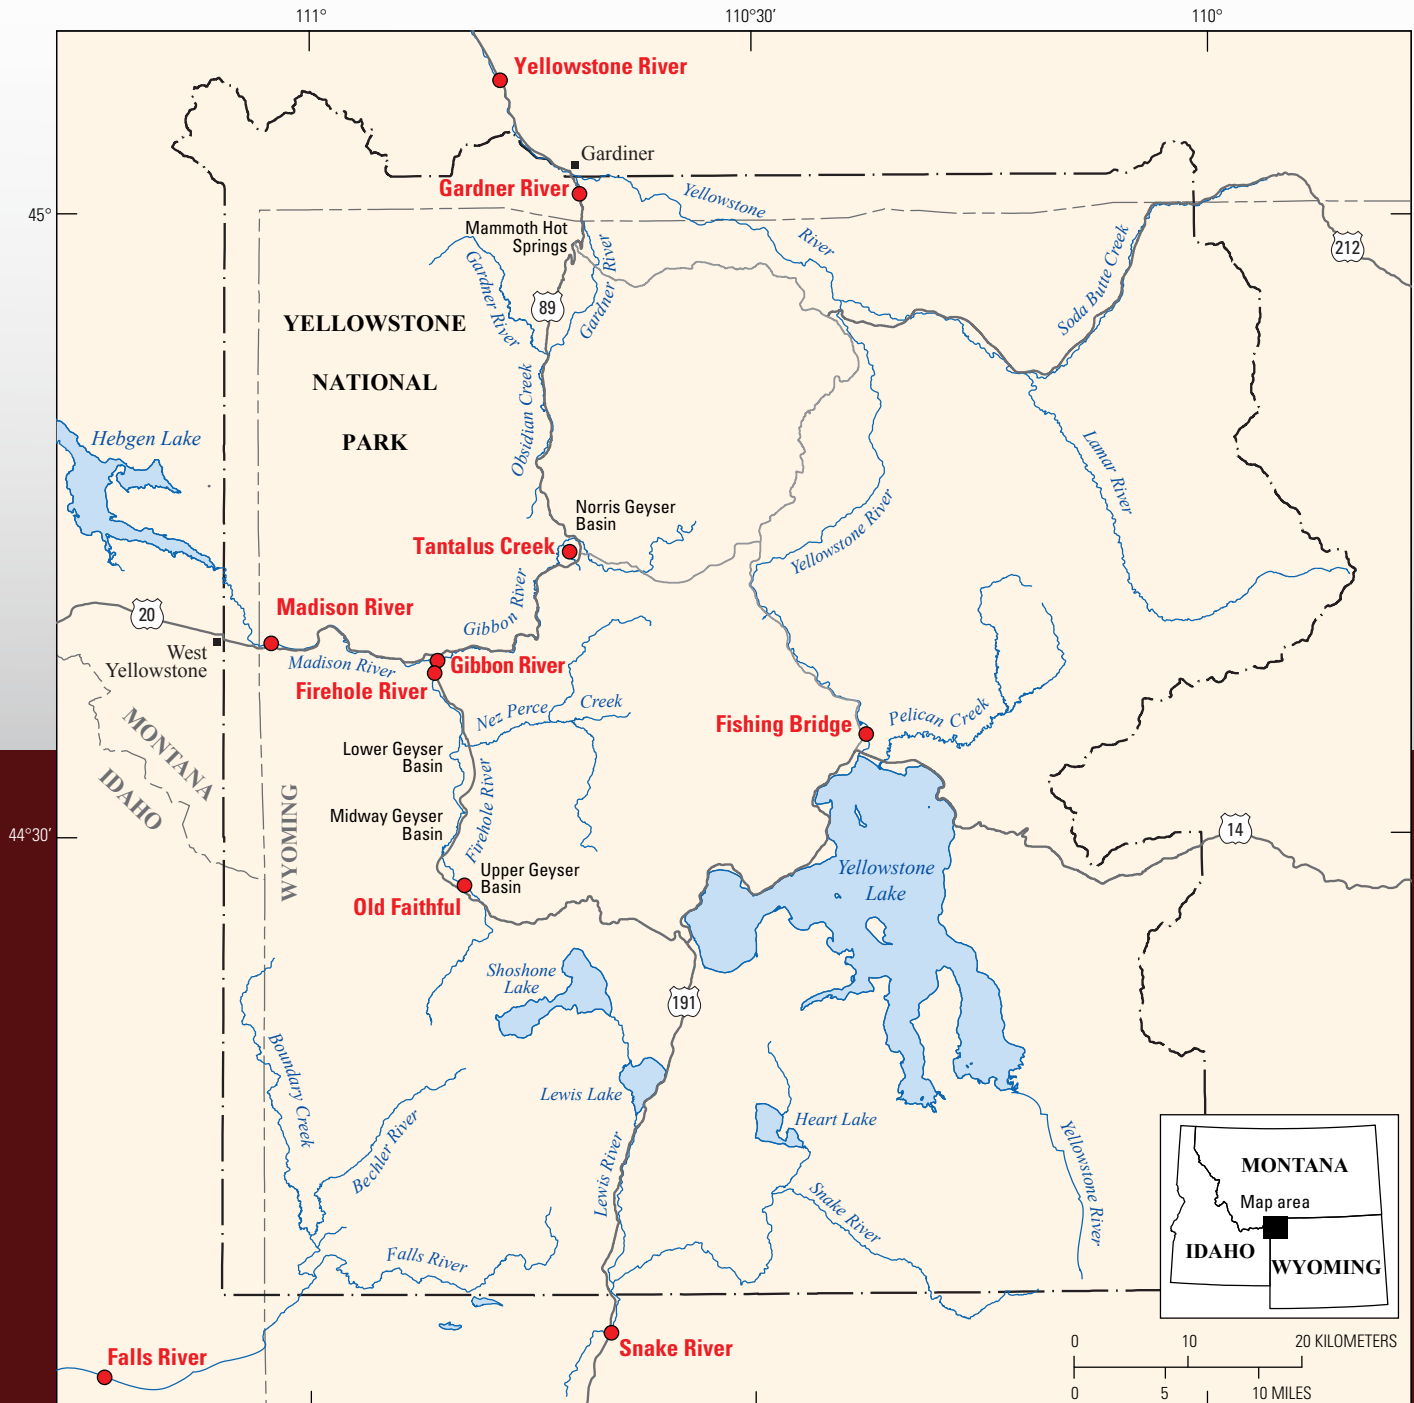 111°
110°30'
110°
Yellowstone River
Gardiner
Gardner River
Yellowstone
River
45°
Mammoth Hot
Springs
212
Gardner River
Gardner River
Soda Butte Creek
89
YELLOWSTONE
NATIONAL
PARK
Obsidian Creek
Hebgen Lake
Lamar River
Norris Geyser
Basin
Yellowstone River
Tantalus Creek
20
Madison River
Gibbon River
West
Yellowstone
Madison River
Gibbon River
Firehole River
Nez Perce Creek
Fishing Bridge
Pelican Creek
MONTANA
IDAHO
WYOMING
Lower Geyser
Basin
Firehole River
Midway Geyser
Basin
44°30'
14
Upper Geyser
Basin
Old Faithful
Yellowstone
Lake
Shoshone
Lake
191
Boundary Creek
Lewis Lake
Heart Lake
Bechler River
Lewis River
Snake River
Yellowstone River
Falls River
MONTANA
Map area
IDAHO
WYOMING
Snake River
Falls River
0 10 20 KILOMETERS
0 5 10 MILES